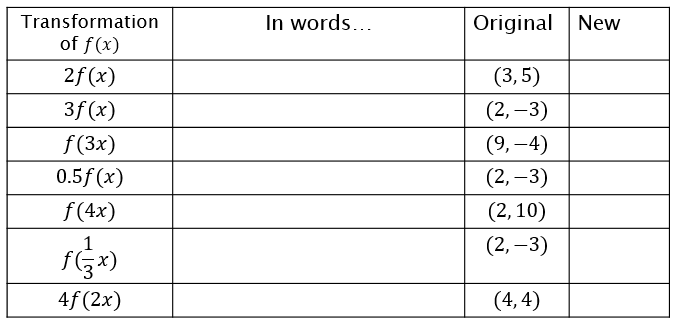 Transformation In words… Original New
of f(x)
2f(x) (3, 5)
3f(x) (2, −3)
f(3x) (9, −4)
0.5f(x) (2, −3)
f(4x) (2, 10)
f(1/3 x) (2, −3)
4f(2x) (4, 4)